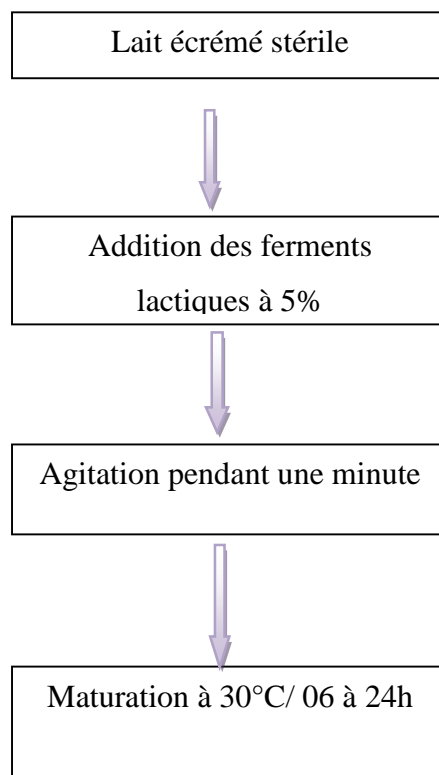 Lait écrémé stérile
Addition des ferments
lactiques à 5%
Agitation pendant une minute
Maturation à 30°C/ 06 à 24h